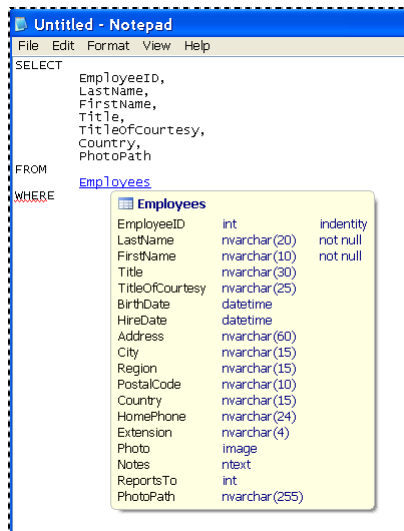 Untitled - Notepad
File Edit Format View Help
SELECT
EmployeeID,
LastName,
FirstName,
Title,
TitleOfCourtesy,
Country,
PhotoPath
FROM
Employees
WHERE
Employees
EmployeeID int indentity
LastName nvarchar(20) not null
FirstName nvarchar(10) not null
Title nvarchar(30)
TitleOfCourtesy nvarchar(25)
BirthDate datetime
HireDate datetime
Address nvarchar(60)
City nvarchar(15)
Region nvarchar(15)
PostalCode nvarchar(10)
Country nvarchar(15)
HomePhone nvarchar(24)
Extension nvarchar(4)
Photo image
Notes ntext
ReportsTo int
PhotoPath nvarchar(255)